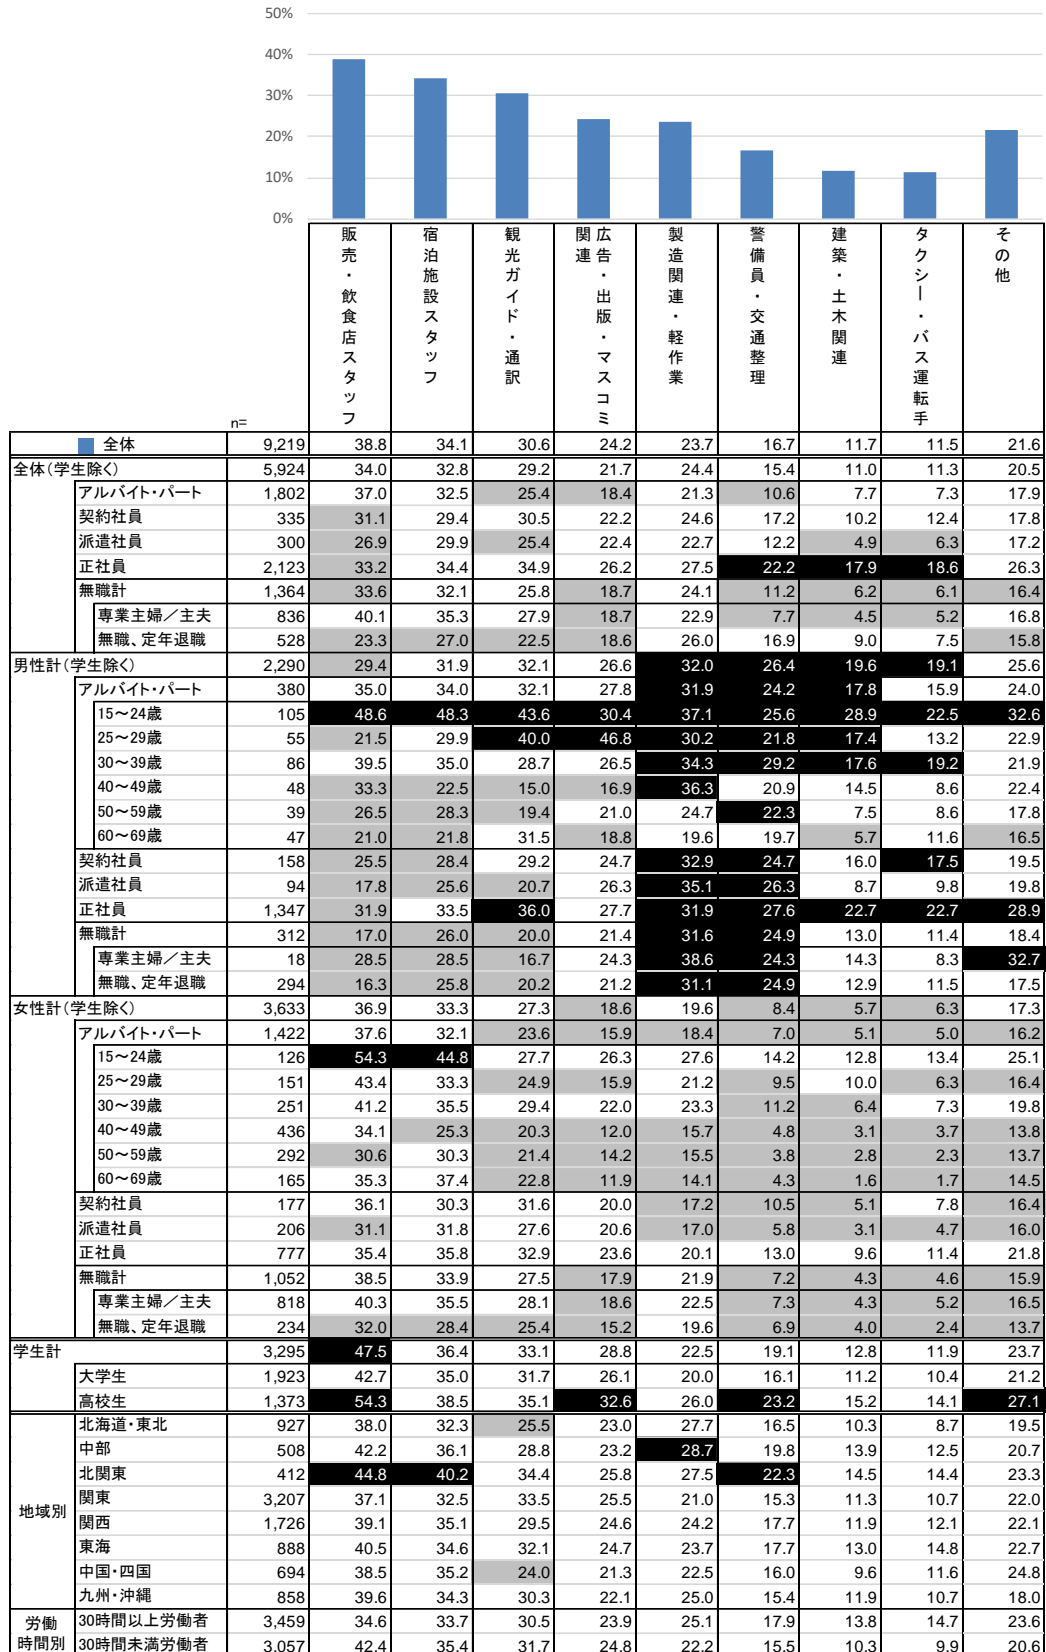 50%
40%
30%
20%
10%
0%
販売・飲食店スタッフ
宿泊施設スタッフ
観光ガイド・通訳
広告・出版・マスコミ関連
製造関連・軽作業
警備員・交通整理
建築・土木関連
タクシー・バス運転手
その他
n=
全体 9,219 38.8 34.1 30.6 24.2 23.7 16.7 11.7 11.5 21.6
全体(学生除く) 5,924 34.0 32.8 29.2 21.7 24.4 15.4 11.0 11.3 20.5
アルバイト・パート 1,802 37.0 32.5 25.4 18.4 21.3 10.6 7.7 7.3 17.9
契約社員 335 31.1 29.4 30.5 22.2 24.6 17.2 10.2 12.4 17.8
派遣社員 300 26.9 29.9 25.4 22.4 22.7 12.2 4.9 6.3 17.2
正社員 2,123 33.2 34.4 34.9 26.2 27.5 22.2 17.9 18.6 26.3
無職計 1,364 33.6 32.1 25.8 18.7 24.1 11.2 6.2 6.1 16.4
専業主婦／主夫 836 40.1 35.3 27.9 18.7 22.9 7.7 4.5 5.2 16.8
無職、定年退職 528 23.3 27.0 22.5 18.6 26.0 16.9 9.0 7.5 15.8
男性計(学生除く) 2,290 29.4 31.9 32.1 26.6 32.0 26.4 19.6 19.1 25.6
アルバイト・パート 380 35.0 34.0 32.1 27.8 31.9 24.2 17.8 15.9 24.0
15～24歳 105 48.6 48.3 43.6 30.4 37.1 25.6 28.9 22.5 32.6
25～29歳 55 21.5 29.9 40.0 46.8 30.2 21.8 17.4 13.2 22.9
30～39歳 86 39.5 35.0 28.7 26.5 34.3 29.2 17.6 19.2 21.9
40～49歳 48 33.3 22.5 15.0 16.9 36.3 20.9 14.5 8.6 22.4
50～59歳 39 26.5 28.3 19.4 21.0 24.7 22.3 7.5 8.6 17.8
60～69歳 47 21.0 21.8 31.5 18.8 19.6 19.7 5.7 11.6 16.5
契約社員 158 25.5 28.4 29.2 24.7 32.9 24.7 16.0 17.5 19.5
派遣社員 94 17.8 25.6 20.7 26.3 35.1 26.3 8.7 9.8 19.8
正社員 1,347 31.9 33.5 36.0 27.7 31.9 27.6 22.7 22.7 28.9
無職計 312 17.0 26.0 20.0 21.4 31.6 24.9 13.0 11.4 18.4
専業主婦／主夫 18 28.5 28.5 16.7 24.3 38.6 24.3 14.3 8.3 32.7
無職、定年退職 294 16.3 25.8 20.2 21.2 31.1 24.9 12.9 11.5 17.5
女性計(学生除く) 3,633 36.9 33.3 27.3 18.6 19.6 8.4 5.7 6.3 17.3
アルバイト・パート 1,422 37.6 32.1 23.6 15.9 18.4 7.0 5.1 5.0 16.2
15～24歳 126 54.3 44.8 27.7 26.3 27.6 14.2 12.8 13.4 25.1
25～29歳 151 43.4 33.3 24.9 15.9 21.2 9.5 10.0 6.3 16.4
30～39歳 251 41.2 35.5 29.4 22.0 23.3 11.2 6.4 7.3 19.8
40～49歳 436 34.1 25.3 20.3 12.0 15.7 4.8 3.1 3.7 13.8
50～59歳 292 30.6 30.3 21.4 14.2 15.5 3.8 2.8 2.3 13.7
60～69歳 165 35.3 37.4 22.8 11.9 14.1 4.3 1.6 1.7 14.5
契約社員 177 36.1 30.3 31.6 20.0 17.2 10.5 5.1 7.8 16.4
派遣社員 206 31.1 31.8 27.6 20.6 17.0 5.8 3.1 4.7 16.0
正社員 777 35.4 35.8 32.9 23.6 20.1 13.0 9.6 11.4 21.8
無職計 1,052 38.5 33.9 27.5 17.9 21.9 7.2 4.3 4.6 15.9
専業主婦／主夫 818 40.3 35.5 28.1 18.6 22.5 7.3 4.3 5.2 16.5
無職、定年退職 234 32.0 28.4 25.4 15.2 19.6 6.9 4.0 2.4 13.7
学生計 3,295 47.5 36.4 33.1 28.8 22.5 19.1 12.8 11.9 23.7
大学生 1,923 42.7 35.0 31.7 26.1 20.0 16.1 11.2 10.4 21.2
高校生 1,373 54.3 38.5 35.1 32.6 26.0 23.2 15.2 14.1 27.1
地域別
北海道・東北 927 38.0 32.3 25.5 23.0 27.7 16.5 10.3 8.7 19.5
中部 508 42.2 36.1 28.8 23.2 28.7 19.8 13.9 12.5 20.7
北関東 412 44.8 40.2 34.4 25.8 27.5 22.3 14.5 14.4 23.3
関東 3,207 37.1 32.5 33.5 25.5 21.0 15.3 11.3 10.7 22.0
関西 1,726 39.1 35.1 29.5 24.6 24.2 17.7 11.9 12.1 22.1
東海 888 40.5 34.6 32.1 24.7 23.7 17.7 13.0 14.8 22.7
中国・四国 694 38.5 35.2 24.0 21.3 22.5 16.0 9.6 11.6 24.8
九州・沖縄 858 39.6 34.3 30.3 22.1 25.0 15.4 11.9 10.7 18.0
労働時間別
30時間以上労働者 3,459 34.6 33.7 30.5 23.9 25.1 17.9 13.8 14.7 23.6
30時間未満労働者 3,057 42.4 35.4 31.7 24.8 22.2 15.5 10.3 9.9 20.6